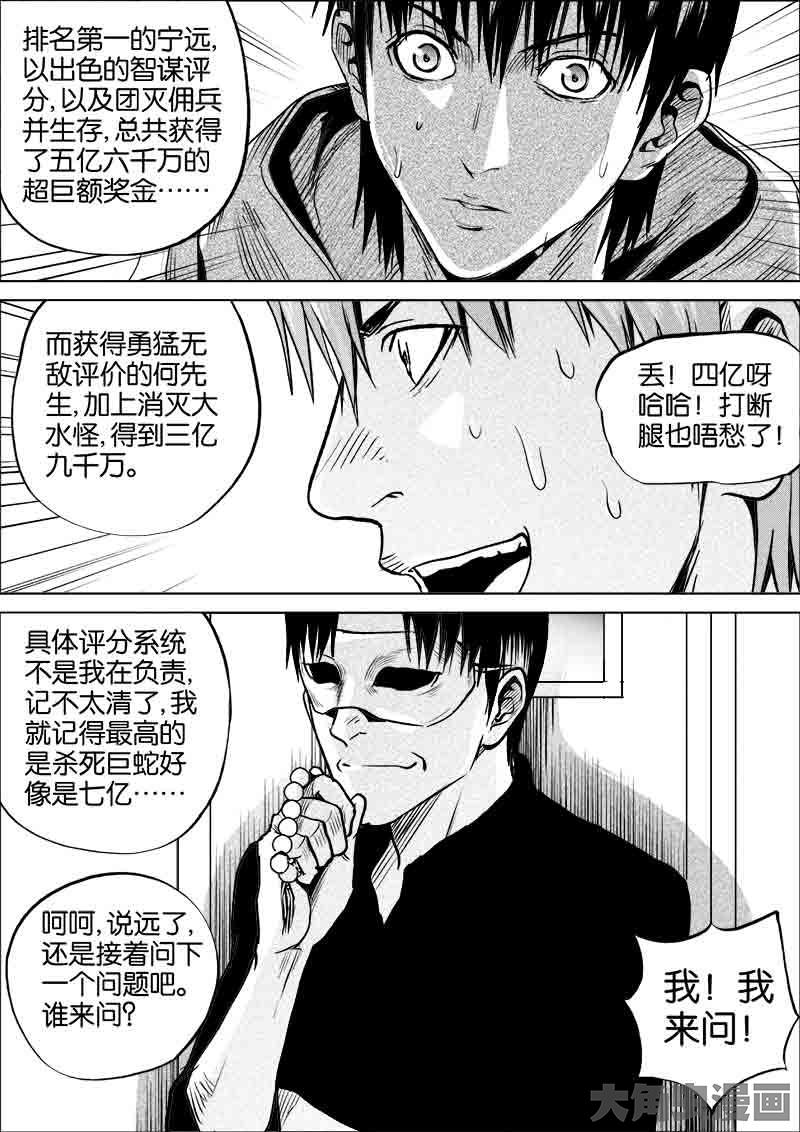 排名第一的宁远,
以出色的智谋评
分,以及团灭佣兵
并生存,总共获得
了五亿六千万的
超巨额奖金……
而获得勇猛无
敌评价的何先
生,加上消灭大
水怪,得到三亿
九千万。
丢！四亿呀
哈哈！打断
腿也唔愁了！
具体评分系统
不是我在负责,
记不太清了,我
就记得最高的
是杀死巨蛇好
像是七亿……
呵呵,说远了,
还是接着问下
一个问题吧。
谁来问?
我！我
来问！
大角虫漫画